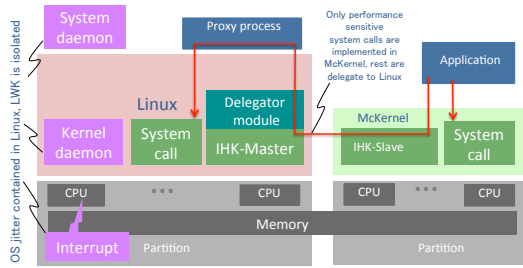 System
daemon
Proxy process
Only performance
sensitive
system calls are
implemented in
McKernel, rest are
delegate to Linux
Application
OS jitter contained in Linux, LWK is isolated
Linux
Delegator
module
Kernel
daemon
System
call
IHK-Master
McKernel
IHK-Slave
System
call
CPU
•••
CPU
CPU
•••
CPU
Memory
Interrupt
Partition
Partition